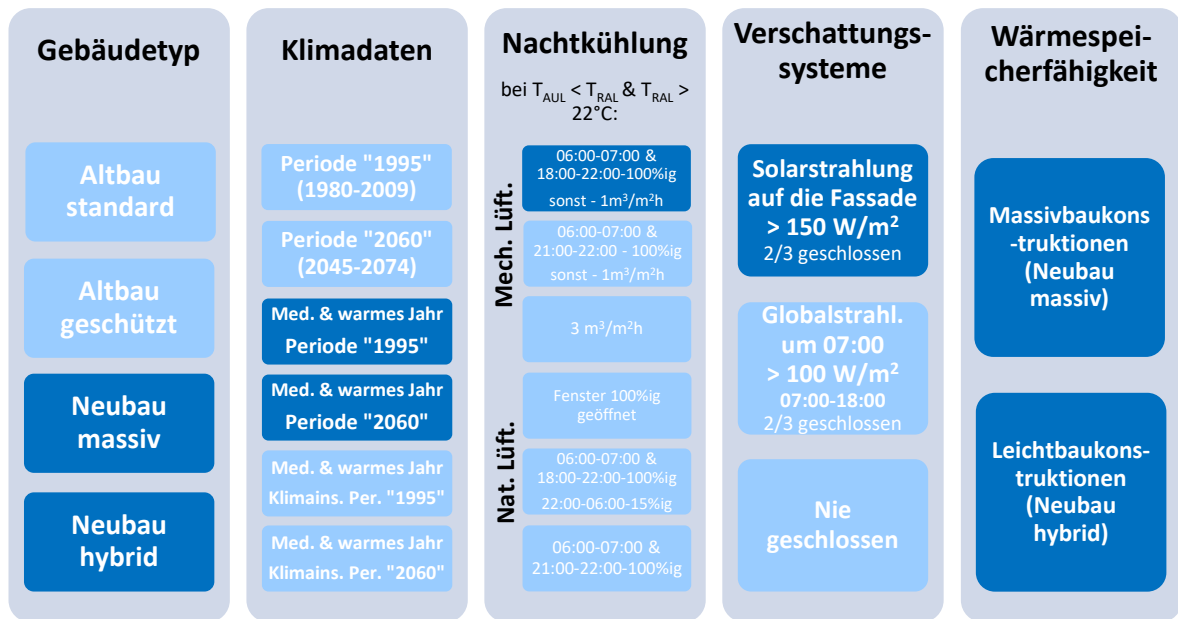 Gebäudetyp
Altbau
standard
Altbau
geschützt
Neubau
massiv
Neubau
hybrid
Klimadaten
Periode "1995"
(1980-2009)
Periode "2060"
(2045-2074)
Med. & warmes Jahr
Periode "1995"
Med. & warmes Jahr
Periode "2060"
Med. & warmes Jahr
Klimains. Per. "1995"
Med. & warmes Jahr
Klimains. Per. "2060"
Nachtkühlung
bei T_AUL < T_RAL & T_RAL >
22°C:
Mech. Lüft.
06:00-07:00 &
18:00-22:00-100%ig
sonst - 1m³/m²h
06:00-07:00 &
21:00-22:00 - 100%ig
sonst - 1m³/m²h
3 m³/m²h
Nat. Lüft.
Fenster 100%ig
geöffnet
06:00-07:00 &
18:00-22:00-100%ig
22:00-06:00-15%ig
06:00-07:00 &
21:00-22:00-100%ig
Verschattungs-
systeme
Solarstrahlung
auf die Fassade
> 150 W/m²
2/3 geschlossen
Globalstrahl.
um 07:00
> 100 W/m²
07:00-18:00
2/3 geschlossen
Nie
geschlossen
Wärmespei-
cherfähigkeit
Massivbaukons
-truktionen
(Neubau
massiv)
Leichtbaukons-
truktionen
(Neubau
hybrid)